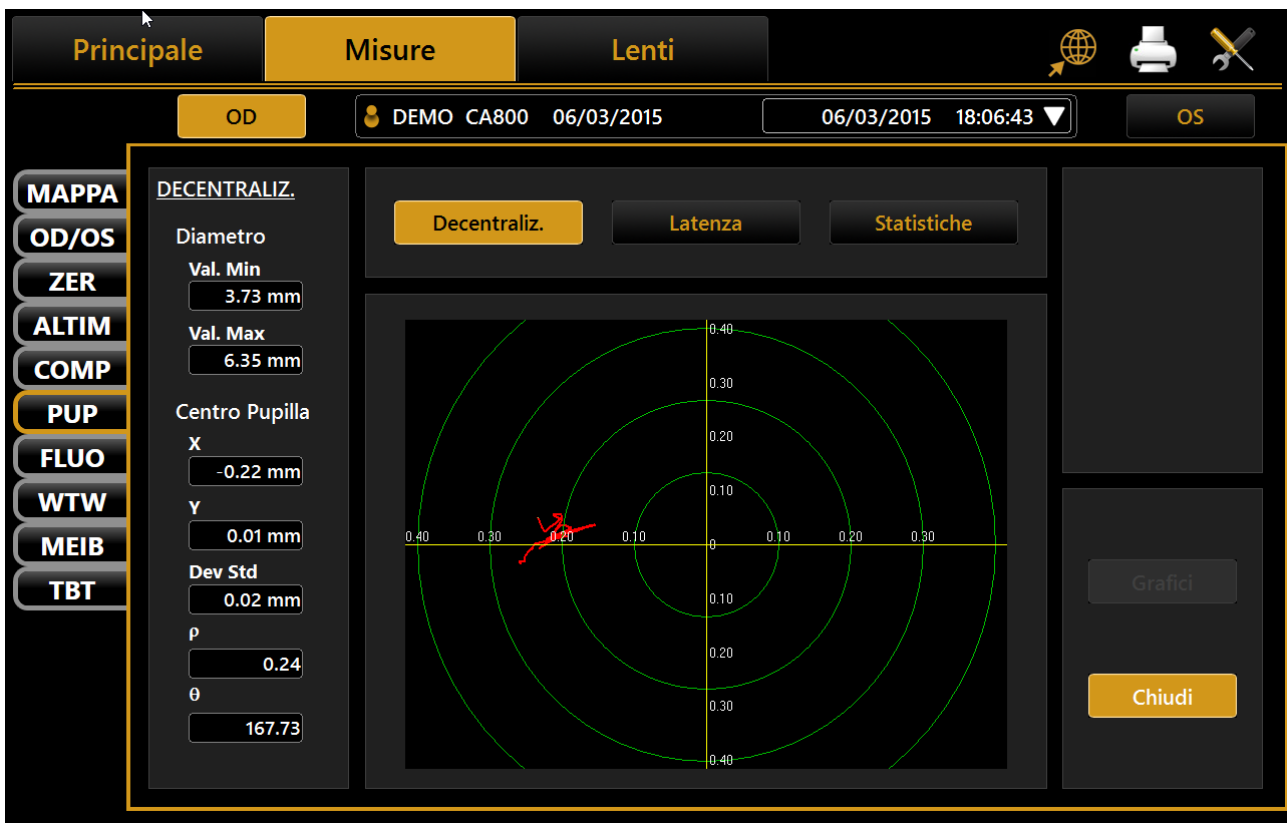 Principale Misure Lenti
OD DEMO CA800 06/03/2015 06/03/2015 18:06:43 OS
MAPPA
OD/OS
ZER
ALTIM
COMP
PUP
FLUO
WTW
MEIB
TBT
DECENTRALIZ.
Diametro
Val. Min
3.73 mm
Val. Max
6.35 mm
Centro Pupilla
X
-0.22 mm
Y
0.01 mm
Dev Std
0.02 mm
ρ
0.24
θ
167.73
Decentraliz. Latenza Statistiche
0.40
0.30
0.20
0.10
0.40 0.30 0.20 0.10 0 0.10 0.20 0.30
0.10
0.20
0.30
0.40
Grafici
Chiudi